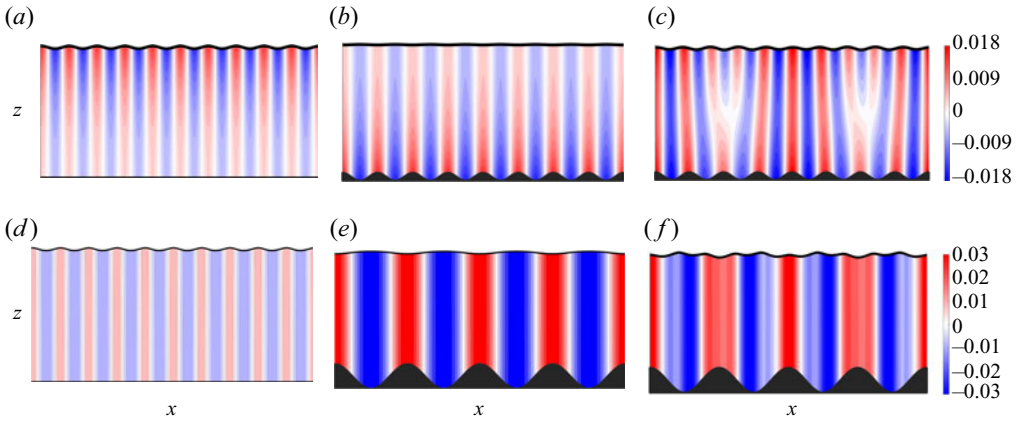 (a)
(b)
(c)
z
0.018
0.009
0
–0.009
–0.018
(d)
(e)
(f)
z
0.03
0.02
0.01
0
–0.01
–0.02
–0.03
x
x
x